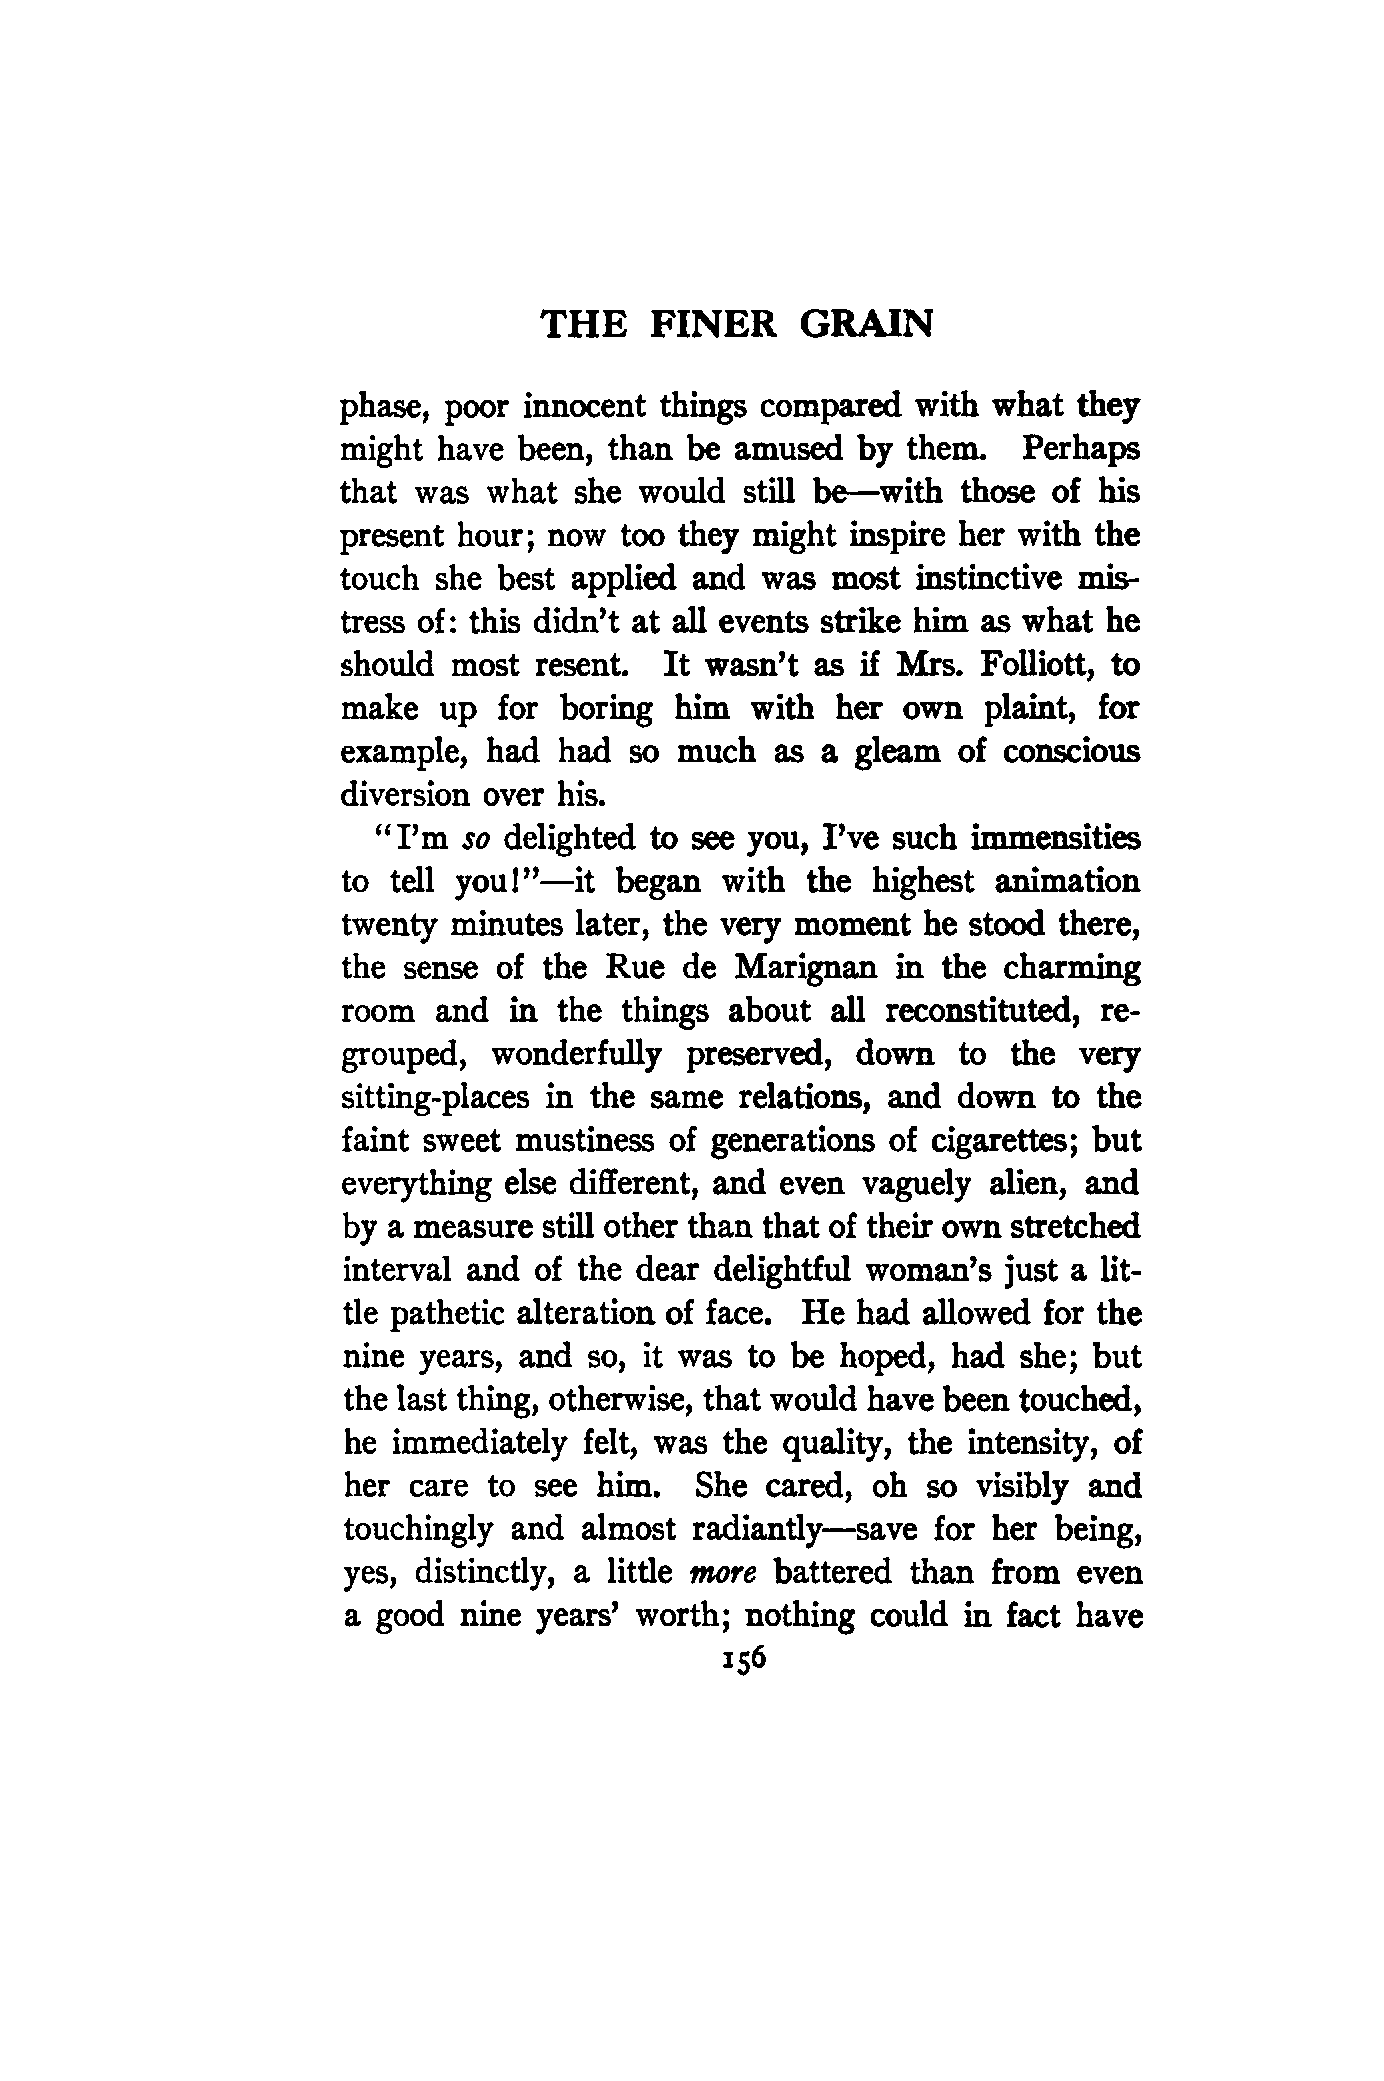 THE FINER GRAIN
phase, poor innocent things compared with what they
might have been, than be amused by them. Perhaps
that was what she would still be—with those of his
present hour; now too they might inspire her with the
touch she best applied and was most instinctive mis-
tress of: this didn't at all events strike him as what he
should most resent. It wasn't as if Mrs. Folliott, to
make up for boring him with her own plaint, for
example, had had so much as a gleam of conscious
diversion over his.
"I'm so delighted to see you, I've such immensities
to tell you!"—it began with the highest animation
twenty minutes later, the very moment he stood there,
the sense of the Rue de Marignan in the charming
room and in the things about all reconstituted, re-
grouped, wonderfully preserved, down to the very
sitting-places in the same relations, and down to the
faint sweet mustiness of generations of cigarettes; but
everything else different, and even vaguely alien, and
by a measure still other than that of their own stretched
interval and of the dear delightful woman's just a lit-
tle pathetic alteration of face. He had allowed for the
nine years, and so, it was to be hoped, had she; but
the last thing, otherwise, that would have been touched,
he immediately felt, was the quality, the intensity, of
her care to see him. She cared, oh so visibly and
touchingly and almost radiantly—save for her being,
yes, distinctly, a little more battered than from even
a good nine years' worth; nothing could in fact have
156